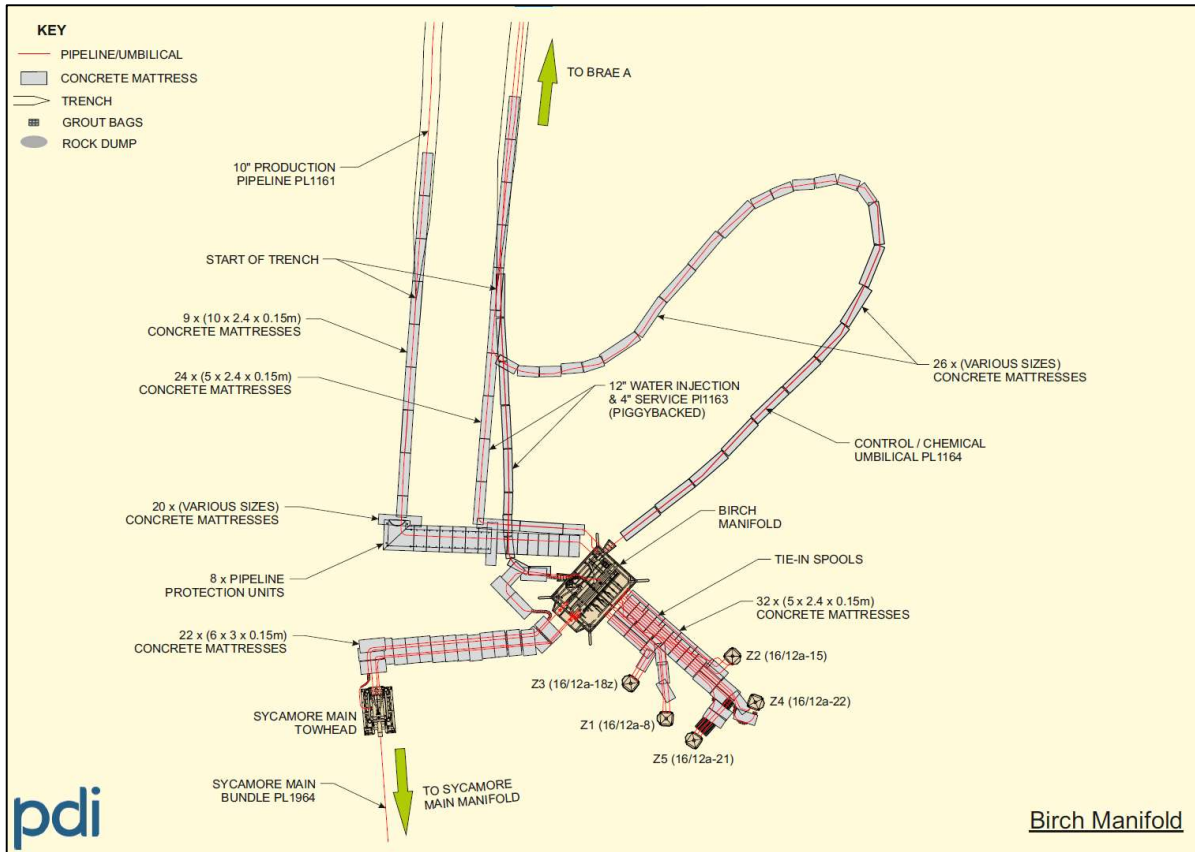 KEY
PIPELINE/UMBILICAL
CONCRETE MATTRESS
TRENCH
GROUT BAGS
ROCK DUMP
TO BRAE A
10" PRODUCTION
PIPELINE PL1161
START OF TRENCH
9 x (10 x 2.4 x 0.15m)
CONCRETE MATTRESSES
24 x (5 x 2.4 x 0.15m)
CONCRETE MATTRESSES
12" WATER INJECTION
& 4" SERVICE Pl1163
(PIGGYBACKED)
26 x (VARIOUS SIZES)
CONCRETE MATTRESSES
CONTROL / CHEMICAL
UMBILICAL PL1164
20 x (VARIOUS SIZES)
CONCRETE MATTRESSES
BIRCH
MANIFOLD
TIE-IN SPOOLS
8 x PIPELINE
PROTECTION UNITS
32 x (5 x 2.4 x 0.15m)
CONCRETE MATTRESSES
22 x (6 x 3 x 0.15m)
CONCRETE MATTRESSES
Z2 (16/12a-15)
Z3 (16/12a-18z)
Z4 (16/12a-22)
Z1 (16/12a-8)
Z5 (16/12a-21)
SYCAMORE MAIN
TOWHEAD
SYCAMORE MAIN
BUNDLE PL1964
TO SYCAMORE
MAIN MANIFOLD
pdi
Birch Manifold